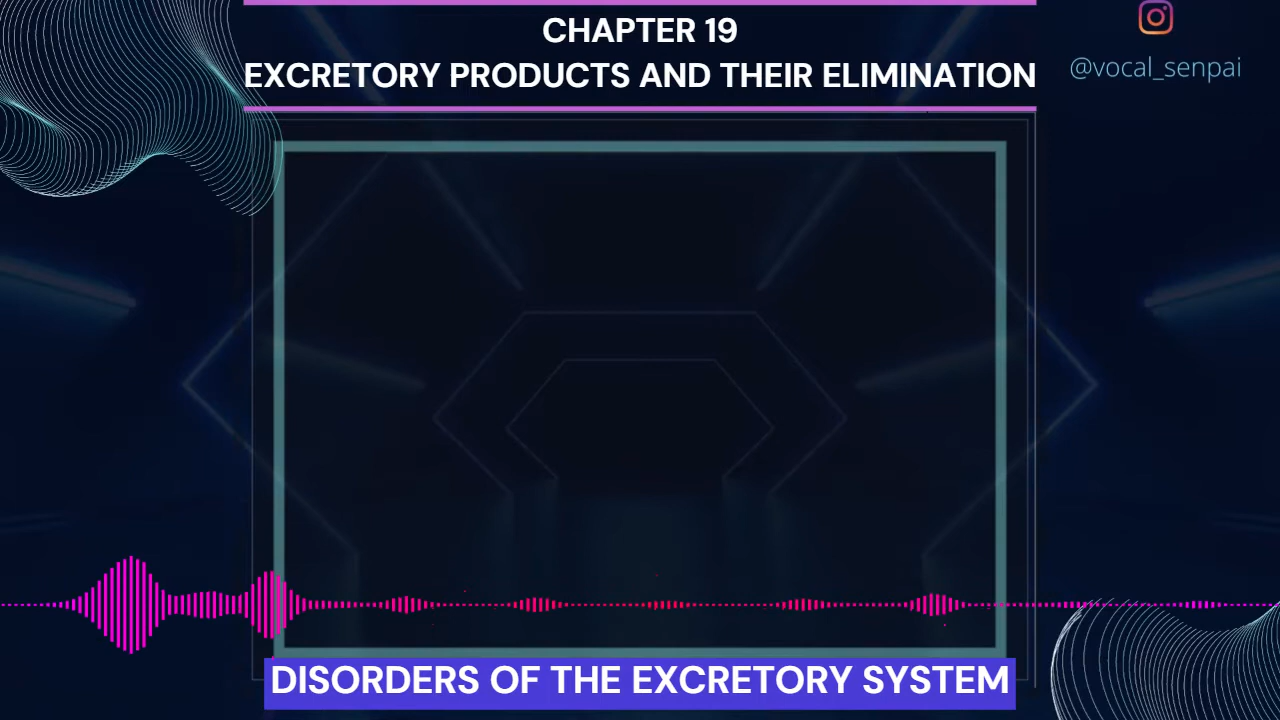 CHAPTER 19
EXCRETORY PRODUCTS AND THEIR ELIMINATION
@vocal_senpai
DISORDERS OF THE EXCRETORY SYSTEM